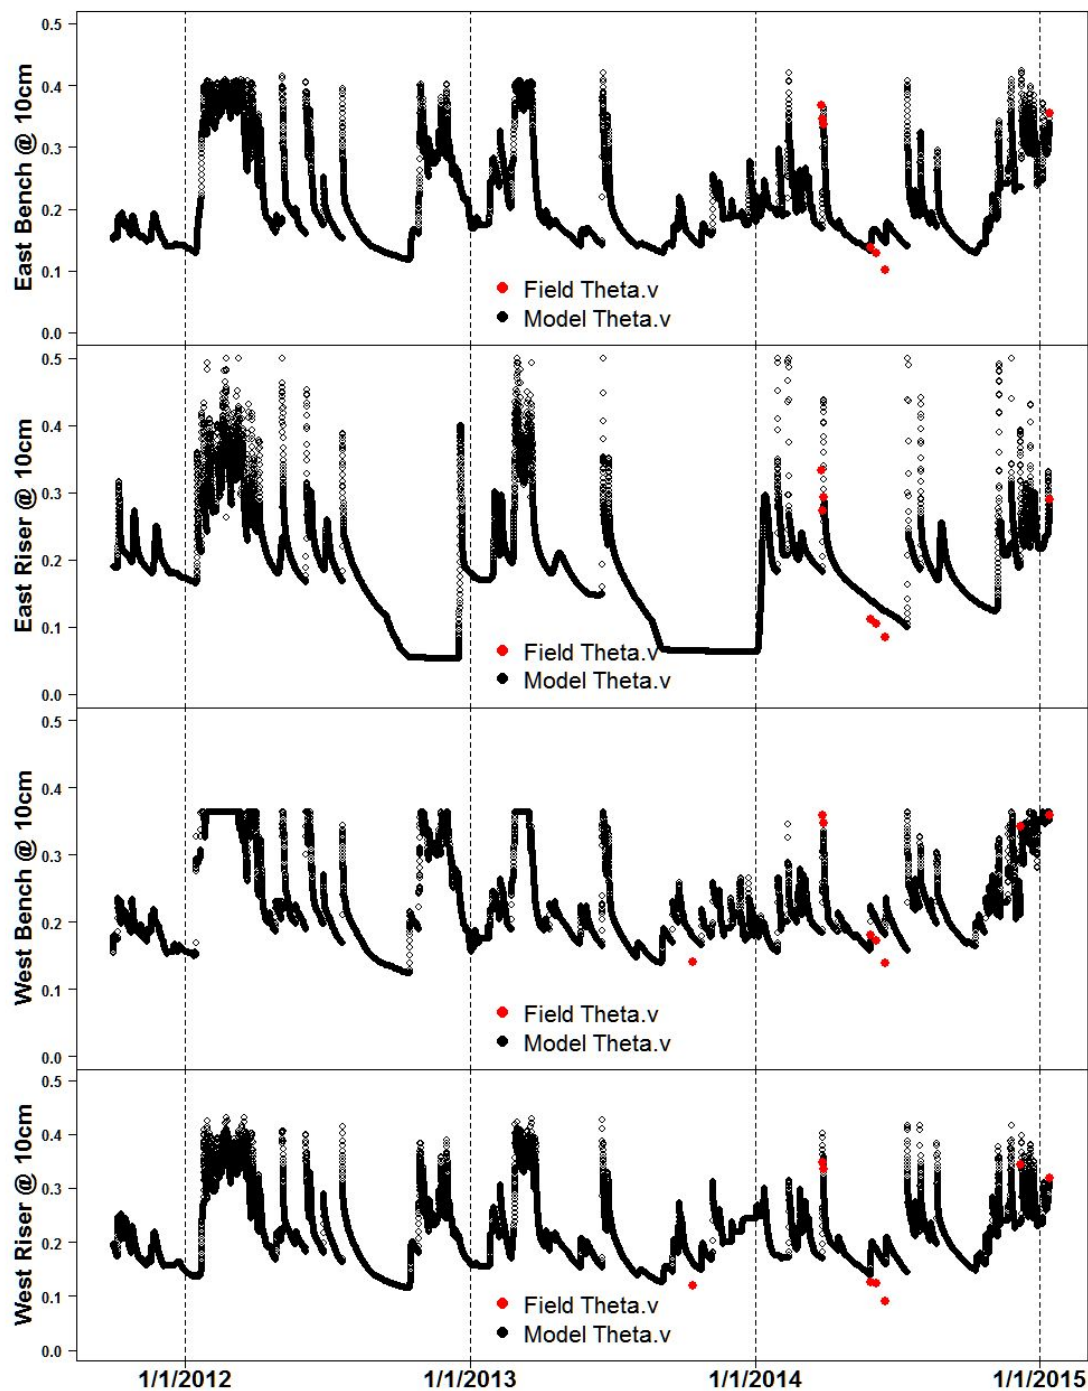 East Bench @ 10cm
0.5
0.4
0.3
0.2
0.1
0.0
Field Theta.v
Model Theta.v
East Riser @ 10cm
0.5
0.4
0.3
0.2
0.1
0.0
Field Theta.v
Model Theta.v
West Bench @ 10cm
0.5
0.4
0.3
0.2
0.1
0.0
Field Theta.v
Model Theta.v
West Riser @ 10cm
0.5
0.4
0.3
0.2
0.1
0.0
Field Theta.v
Model Theta.v
1/1/2012 1/1/2013 1/1/2014 1/1/2015